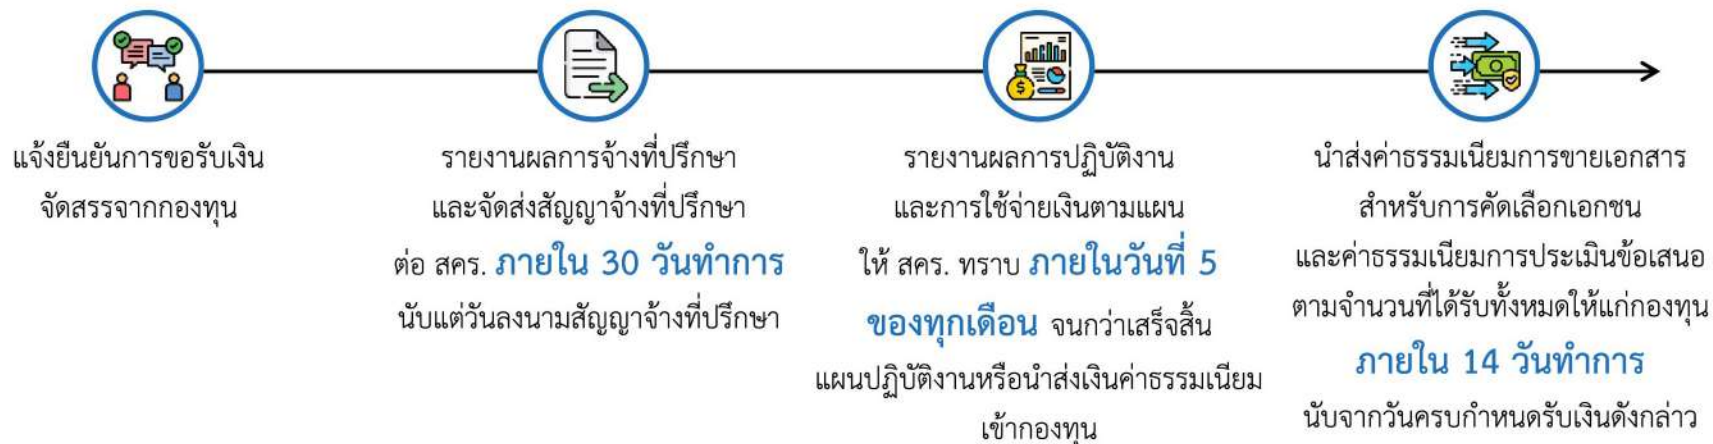 แจ้งยืนยันการขอรับเงิน
จัดสรรจากกองทุน
รายงานผลการจ้างที่ปรึกษา
และจัดส่งสัญญาจ้างที่ปรึกษา
ต่อ สคร. ภายใน 30 วันทำการ
นับแต่วันลงนามสัญญาจ้างที่ปรึกษา
รายงานผลการปฏิบัติงาน
และการใช้จ่ายเงินตามแผน
ให้ สคร. ทราบ ภายในวันที่ 5
ของทุกเดือน จนกว่าเสร็จสิ้น
แผนปฏิบัติงานหรือนำส่งเงินค่าธรรมเนียม
เข้ากองทุน
นำส่งค่าธรรมเนียมการขายเอกสาร
สำหรับการคัดเลือกเอกชน
และค่าธรรมเนียมการประเมินข้อเสนอ
ตามจำนวนที่ได้รับทั้งหมดให้แก่กองทุน
ภายใน 14 วันทำการ
นับจากวันครบกำหนดรับเงินดังกล่าว